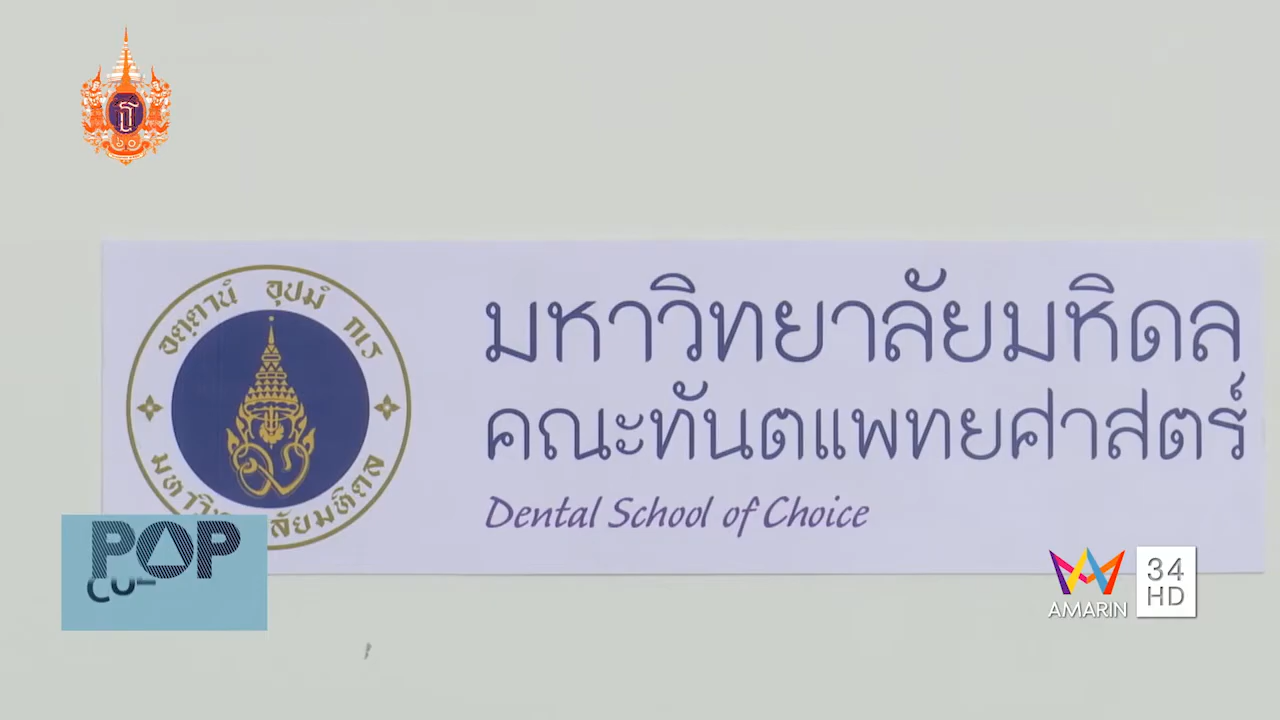 อตฺตานํ อุปมํ กเร
มหาวิทยาลัยมหิดล
คณะทันตแพทยศาสตร์
Dental School of Choice
POP
AMARIN
34
HD